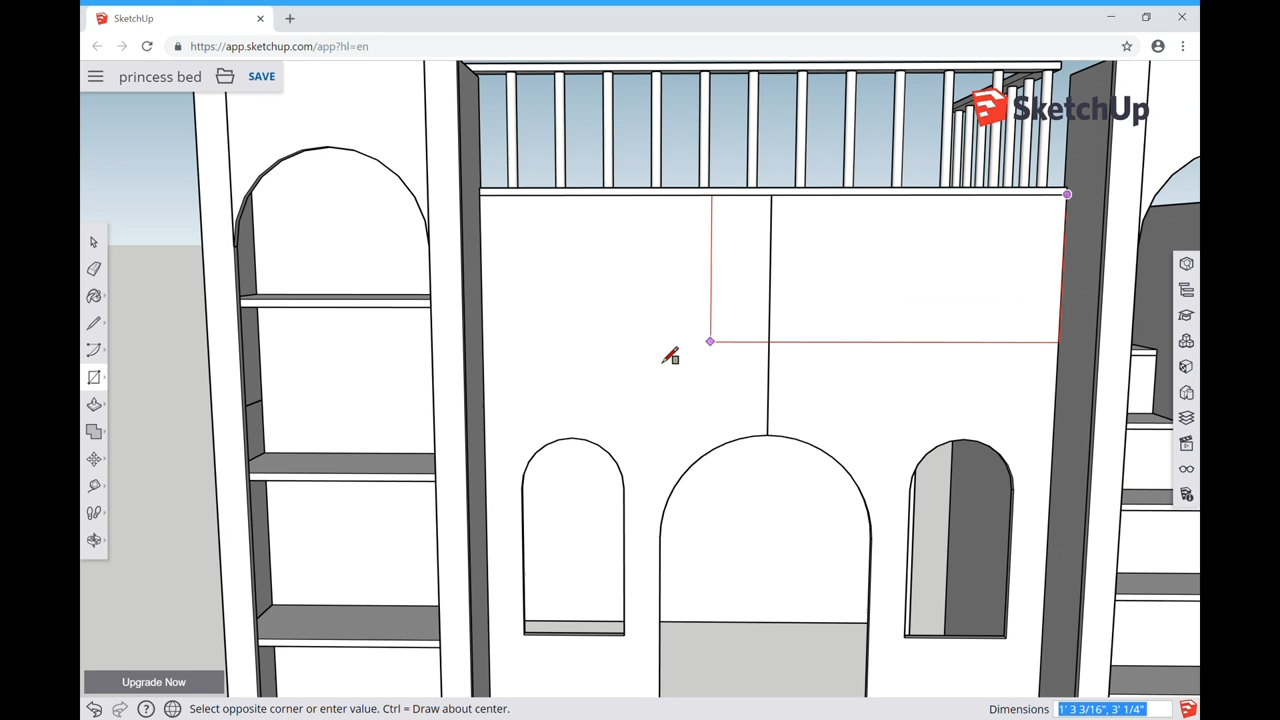 SketchUp
https://app.sketchup.com/app?hl=en
princess bed
SAVE
SketchUp
Upgrade Now
Select opposite corner or enter value. Ctrl = Draw about center.
Dimensions
1' 3 3/16", 3' 1/4"